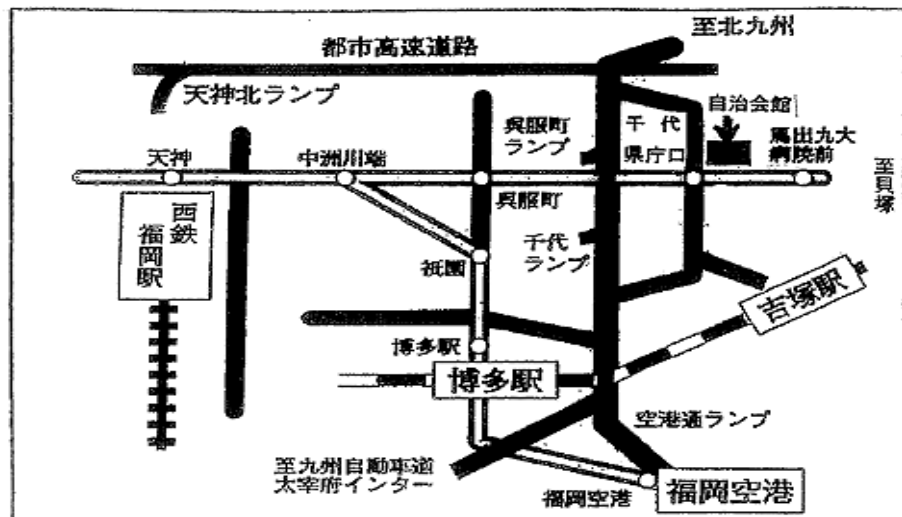 至北九州
都市高速道路
天神北ランプ
自治会館
呉服町
ランプ
千代
県庁口
馬出九大
病院前
天神
中洲川端
至貝塚
呉服町
西鉄
福岡駅
千代
ランプ
祇園
吉塚駅
博多駅
博多駅
空港通ランプ
至九州自動車道
太宰府インター
福岡空港
福岡空港